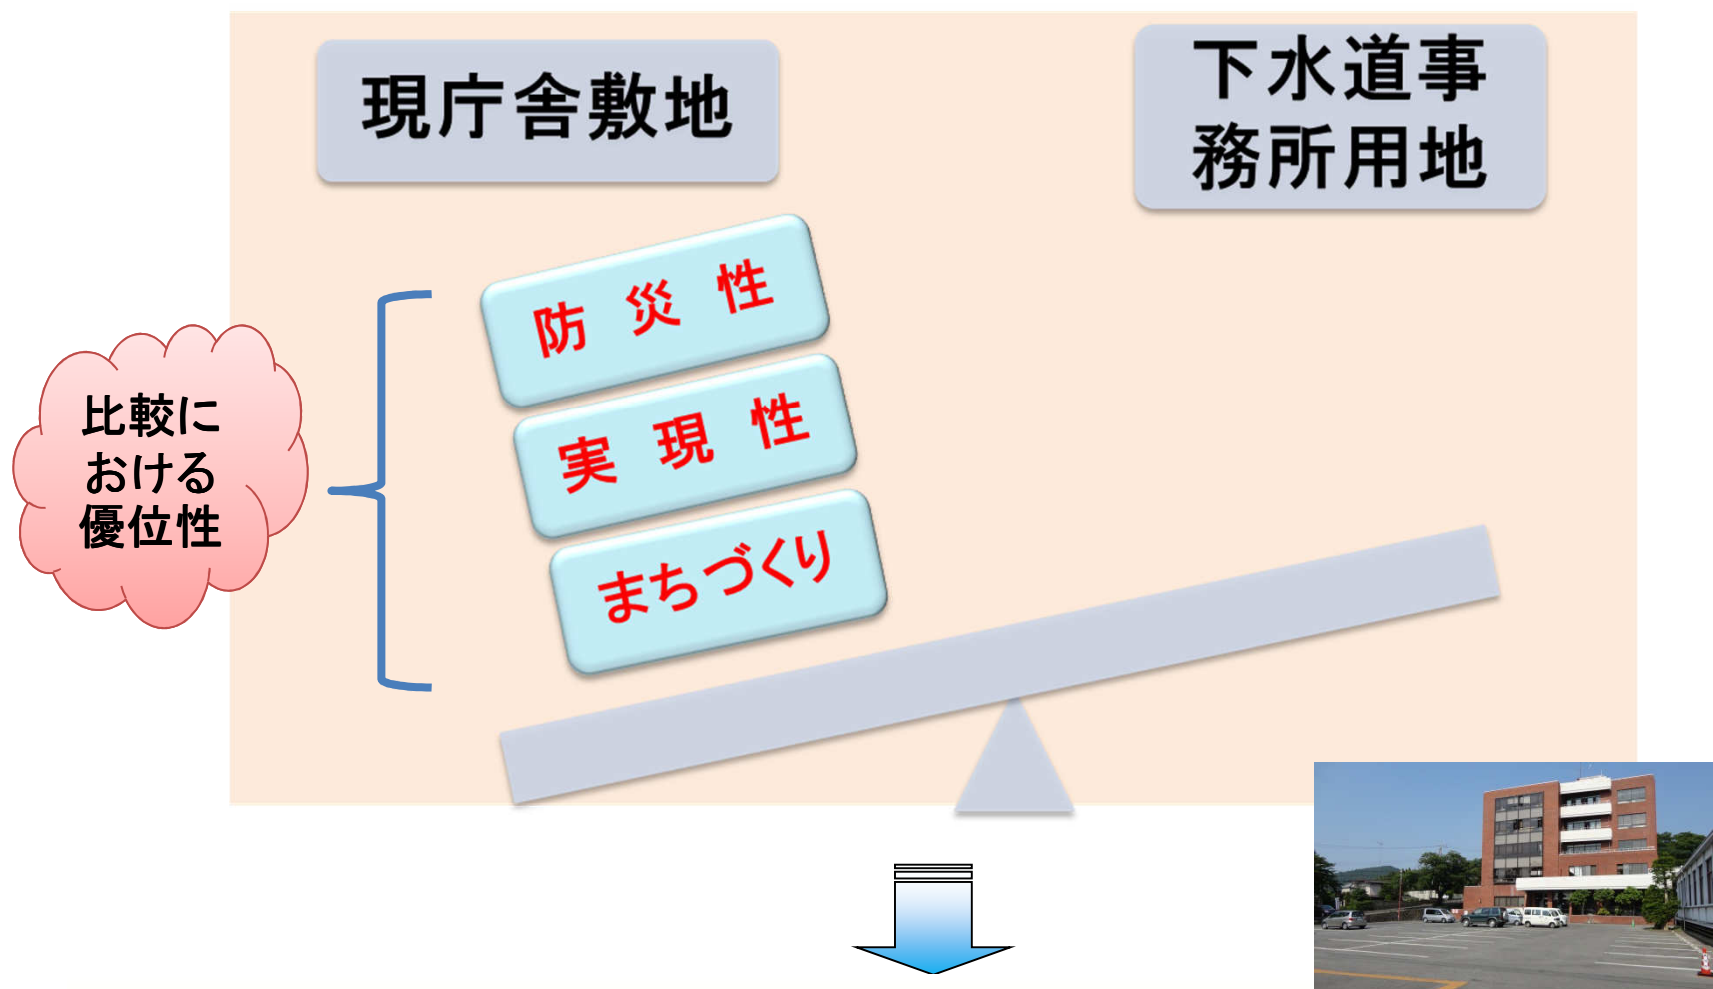 現庁舎敷地
下水道事
務所用地
防 災 性
実 現 性
まちづくり
比較に
おける
優位性